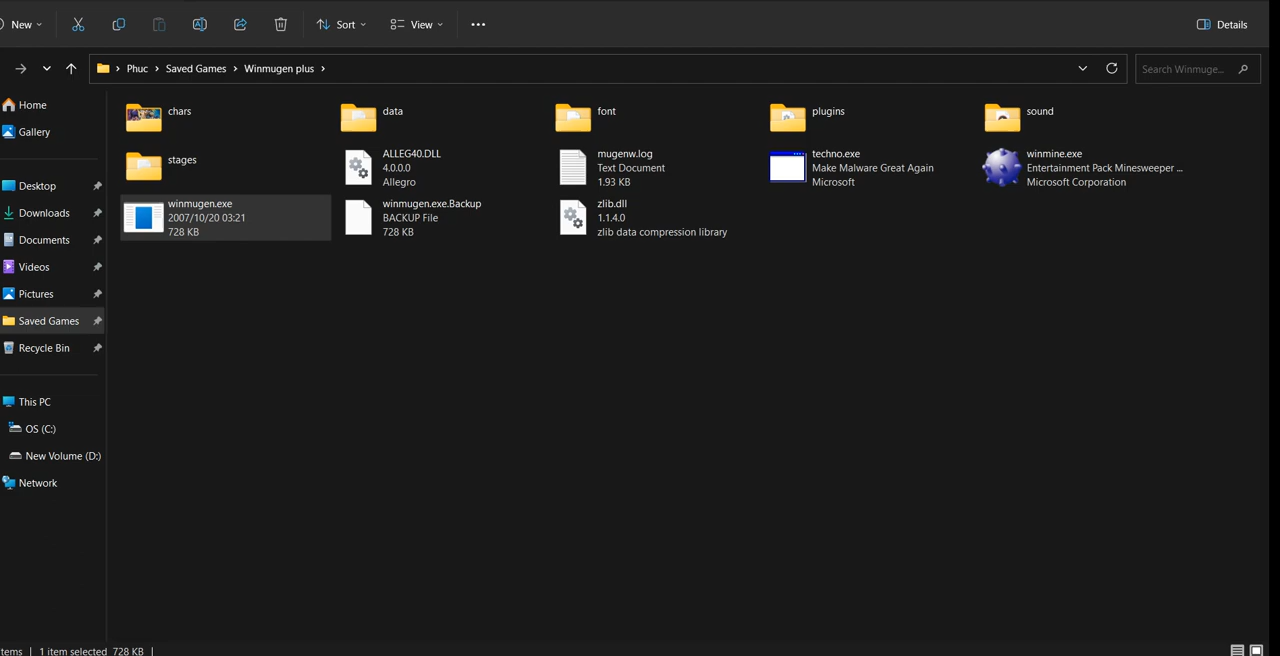 New
Sort
View
Details
Phuc
Saved Games
Winmugen plus
Search Winmuge...
Home
Gallery
Desktop
Downloads
Documents
Videos
Pictures
Saved Games
Recycle Bin
This PC
OS (C:)
New Volume (D:)
Network
chars
data
font
plugins
sound
stages
ALLEG40.DLL
4.0.0.0
Allegro
mugenw.log
Text Document
1.93 KB
techno.exe
Make Malware Great Again
Microsoft
winmine.exe
Entertainment Pack Minesweeper ...
Microsoft Corporation
winmugen.exe
2007/10/20 03:21
728 KB
winmugen.exe.Backup
BACKUP File
728 KB
zlib.dll
1.1.4.0
zlib data compression library
tems | 1 item selected 728 KB |